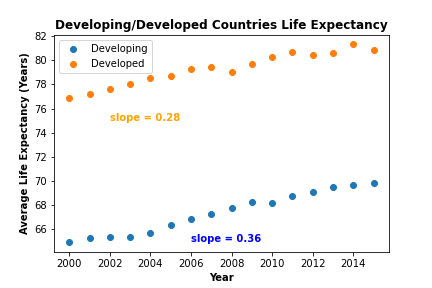 Developing/Developed Countries Life Expectancy
82
80
78
76
74
72
70
68
66
Average Life Expectancy (Years)
Developing
Developed
slope = 0.28
slope = 0.36
2000 2002 2004 2006 2008 2010 2012 2014
Year